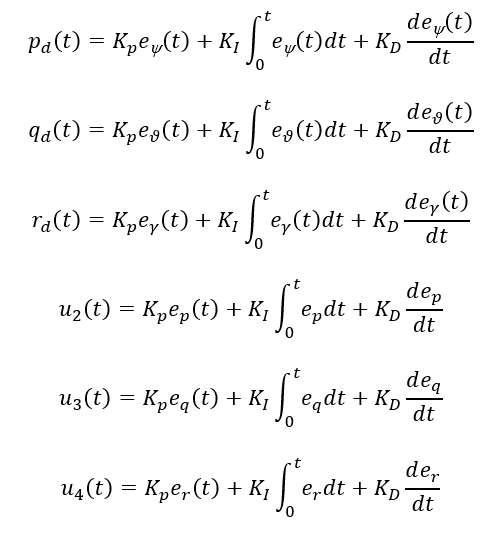 p_d(t) = K_p e_ψ(t) + K_I ∫_0^t e_ψ(t)dt + K_D de_ψ(t)/dt
q_d(t) = K_p e_ϑ(t) + K_I ∫_0^t e_ϑ(t)dt + K_D de_ϑ(t)/dt
r_d(t) = K_p e_γ(t) + K_I ∫_0^t e_γ(t)dt + K_D de_γ(t)/dt
u_2(t) = K_p e_p(t) + K_I ∫_0^t e_p dt + K_D de_p/dt
u_3(t) = K_p e_q(t) + K_I ∫_0^t e_q dt + K_D de_q/dt
u_4(t) = K_p e_r(t) + K_I ∫_0^t e_r dt + K_D de_r/dt